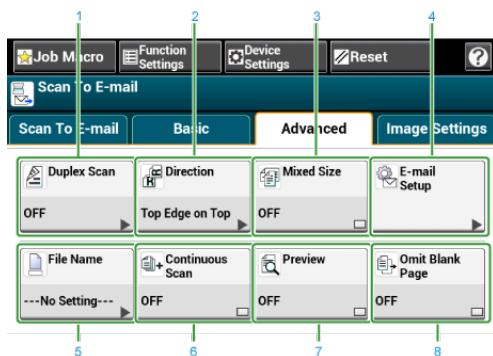 1 2 3 4
Job Macro Function Settings Device Settings Reset ?
Scan To E-mail
Scan To E-mail Basic Advanced Image Settings
Duplex Scan Direction Mixed Size E-mail Setup
OFF Top Edge on Top OFF
File Name Continuous Scan Preview Omit Blank Page
---No Setting--- OFF OFF OFF
5 6 7 8